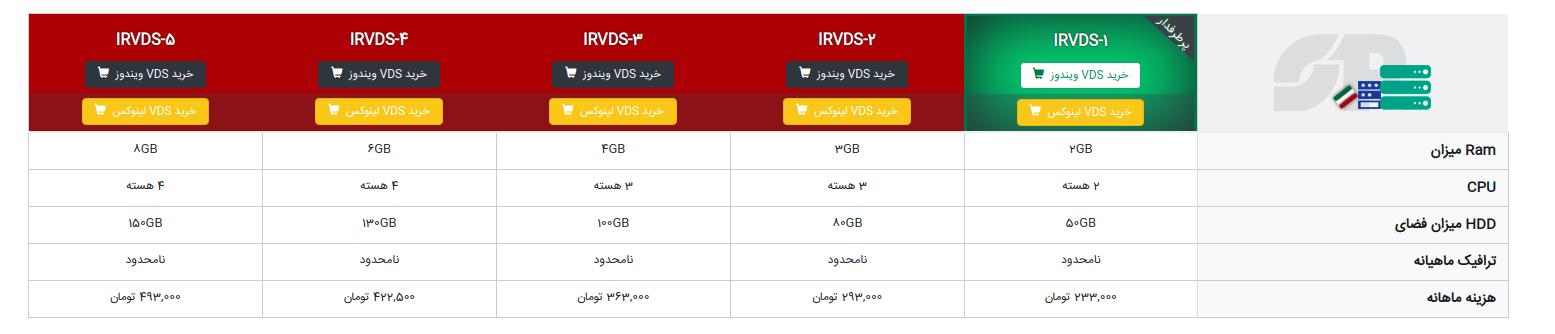 پرطرفدار
IRVDS-۱ IRVDS-۲ IRVDS-۳ IRVDS-۴ IRVDS-۵
خرید VDS ویندوز خرید VDS ویندوز خرید VDS ویندوز خرید VDS ویندوز خرید VDS ویندوز
خرید VDS لینوکس خرید VDS لینوکس خرید VDS لینوکس خرید VDS لینوکس خرید VDS لینوکس
میزان Ram ۲GB ۳GB ۴GB ۶GB ۸GB
CPU ۲ هسته ۳ هسته ۳ هسته ۴ هسته ۴ هسته
میزان فضای HDD ۵۰GB ۸۰GB ۱۰۰GB ۱۳۰GB ۱۵۰GB
ترافیک ماهیانه نامحدود نامحدود نامحدود نامحدود نامحدود
هزینه ماهانه ۲۳۳,۰۰۰ تومان ۲۹۳,۰۰۰ تومان ۳۶۳,۰۰۰ تومان ۴۲۲,۵۰۰ تومان ۴۹۳,۰۰۰ تومان